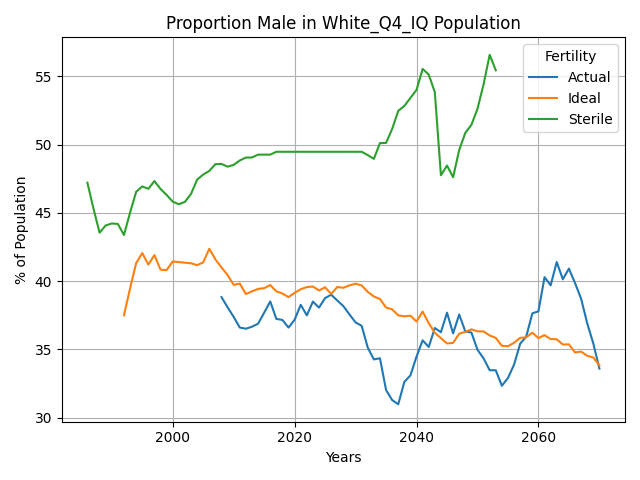 Proportion Male in White_Q4_IQ Population
Fertility
Actual
Ideal
Sterile
% of Population
55
50
45
40
35
30
2000
2020
2040
2060
Years